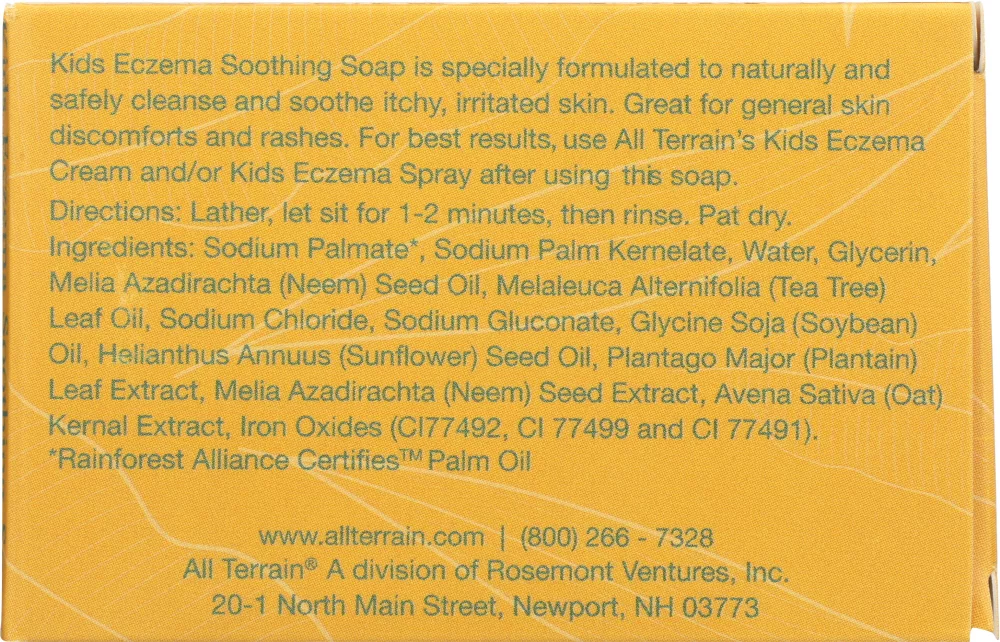 Kids Eczema Soothing Soap is specially formulated to naturally and
safely cleanse and soothe itchy, irritated skin. Great for general skin
discomforts and rashes. For best results, use All Terrain's Kids Eczema
Cream and/or Kids Eczema Spray after using this soap.
Directions: Lather, let sit for 1-2 minutes, then rinse. Pat dry.
Ingredients: Sodium Palmate*, Sodium Palm Kernelate, Water, Glycerin,
Melia Azadirachta (Neem) Seed Oil, Melaleuca Alternifolia (Tea Tree)
Leaf Oil, Sodium Chloride, Sodium Gluconate, Glycine Soja (Soybean)
Oil, Helianthus Annuus (Sunflower) Seed Oil, Plantago Major (Plantain)
Leaf Extract, Melia Azadirachta (Neem) Seed Extract, Avena Sativa (Oat)
Kernal Extract, Iron Oxides (CI77492, CI 77499 and CI 77491).
*Rainforest Alliance Certifies™ Palm Oil
www.allterrain.com | (800) 266 - 7328
All Terrain® A division of Rosemont Ventures, Inc.
20-1 North Main Street, Newport, NH 03773